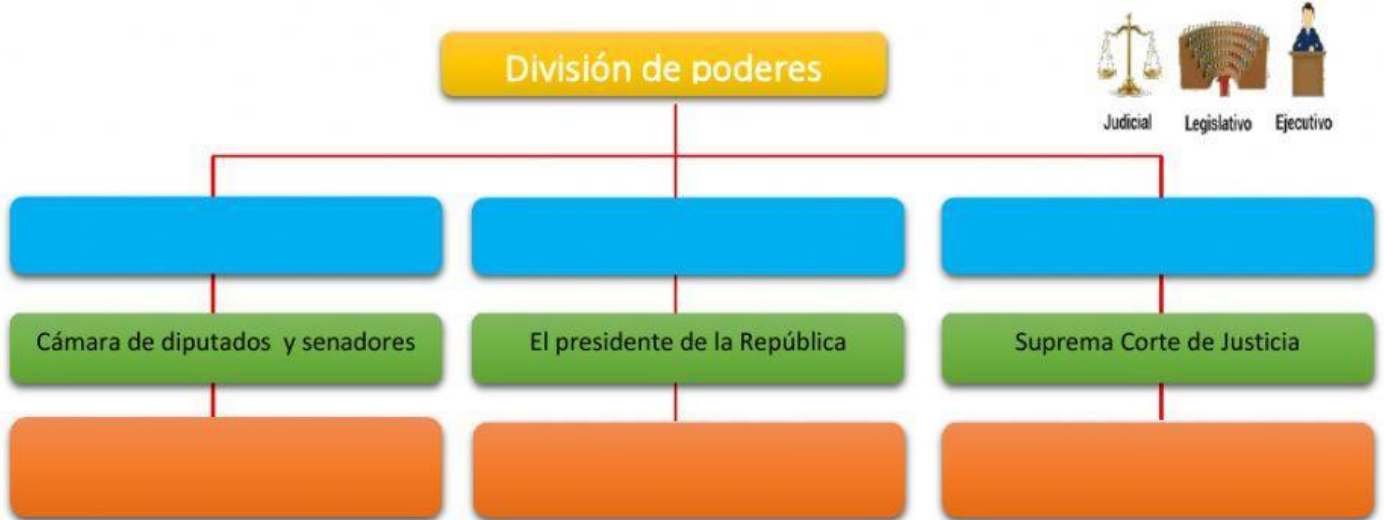 División de poderes
Judicial Legislativo Ejecutivo
Cámara de diputados y senadores
El presidente de la República
Suprema Corte de Justicia